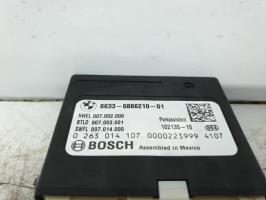 6633-6886210-01
HWEL 007.002.000
BTLD 007.003.001
SWFL 007.014.000
Parkassistent
102135-10
0 263 014 107 0000223999 4107
BOSCH Assembled in Mexico